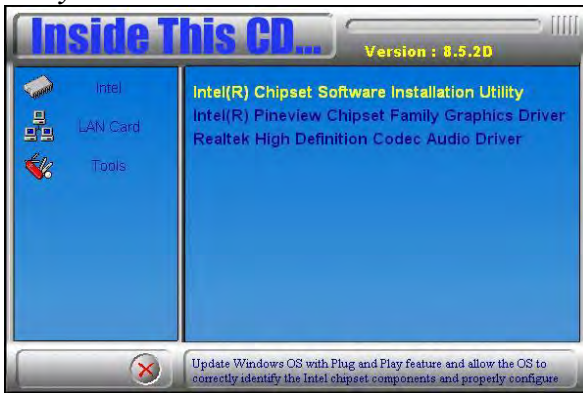 Inside This CD...
Version : 8.5.2D
Intel
LAN Card
Tools
Intel(R) Chipset Software Installation Utility
Intel(R) Pineview Chipset Family Graphics Driver
Realtek High Definition Codec Audio Driver
Update Windows OS with Plug and Play feature and allow the OS to
correctly identify the Intel chipset components and properly configure